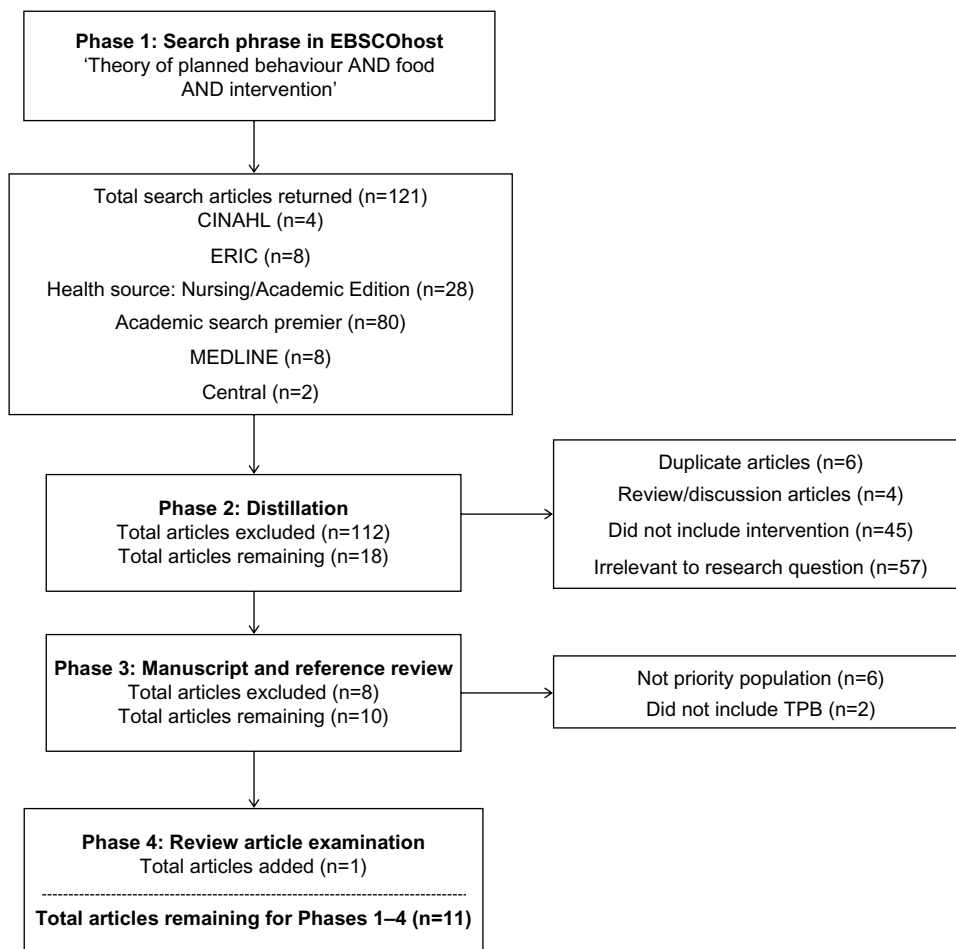 Phase 1: Search phrase in EBSCOhost
‘Theory of planned behaviour AND food
AND intervention’
Total search articles returned (n=121)
CINAHL (n=4)
ERIC (n=8)
Health source: Nursing/Academic Edition (n=28)
Academic search premier (n=80)
MEDLINE (n=8)
Central (n=2)
Phase 2: Distillation
Total articles excluded (n=112)
Total articles remaining (n=18)
Duplicate articles (n=6)
Review/discussion articles (n=4)
Did not include intervention (n=45)
Irrelevant to research question (n=57)
Phase 3: Manuscript and reference review
Total articles excluded (n=8)
Total articles remaining (n=10)
Not priority population (n=6)
Did not include TPB (n=2)
Phase 4: Review article examination
Total articles added (n=1)
Total articles remaining for Phases 1–4 (n=11)